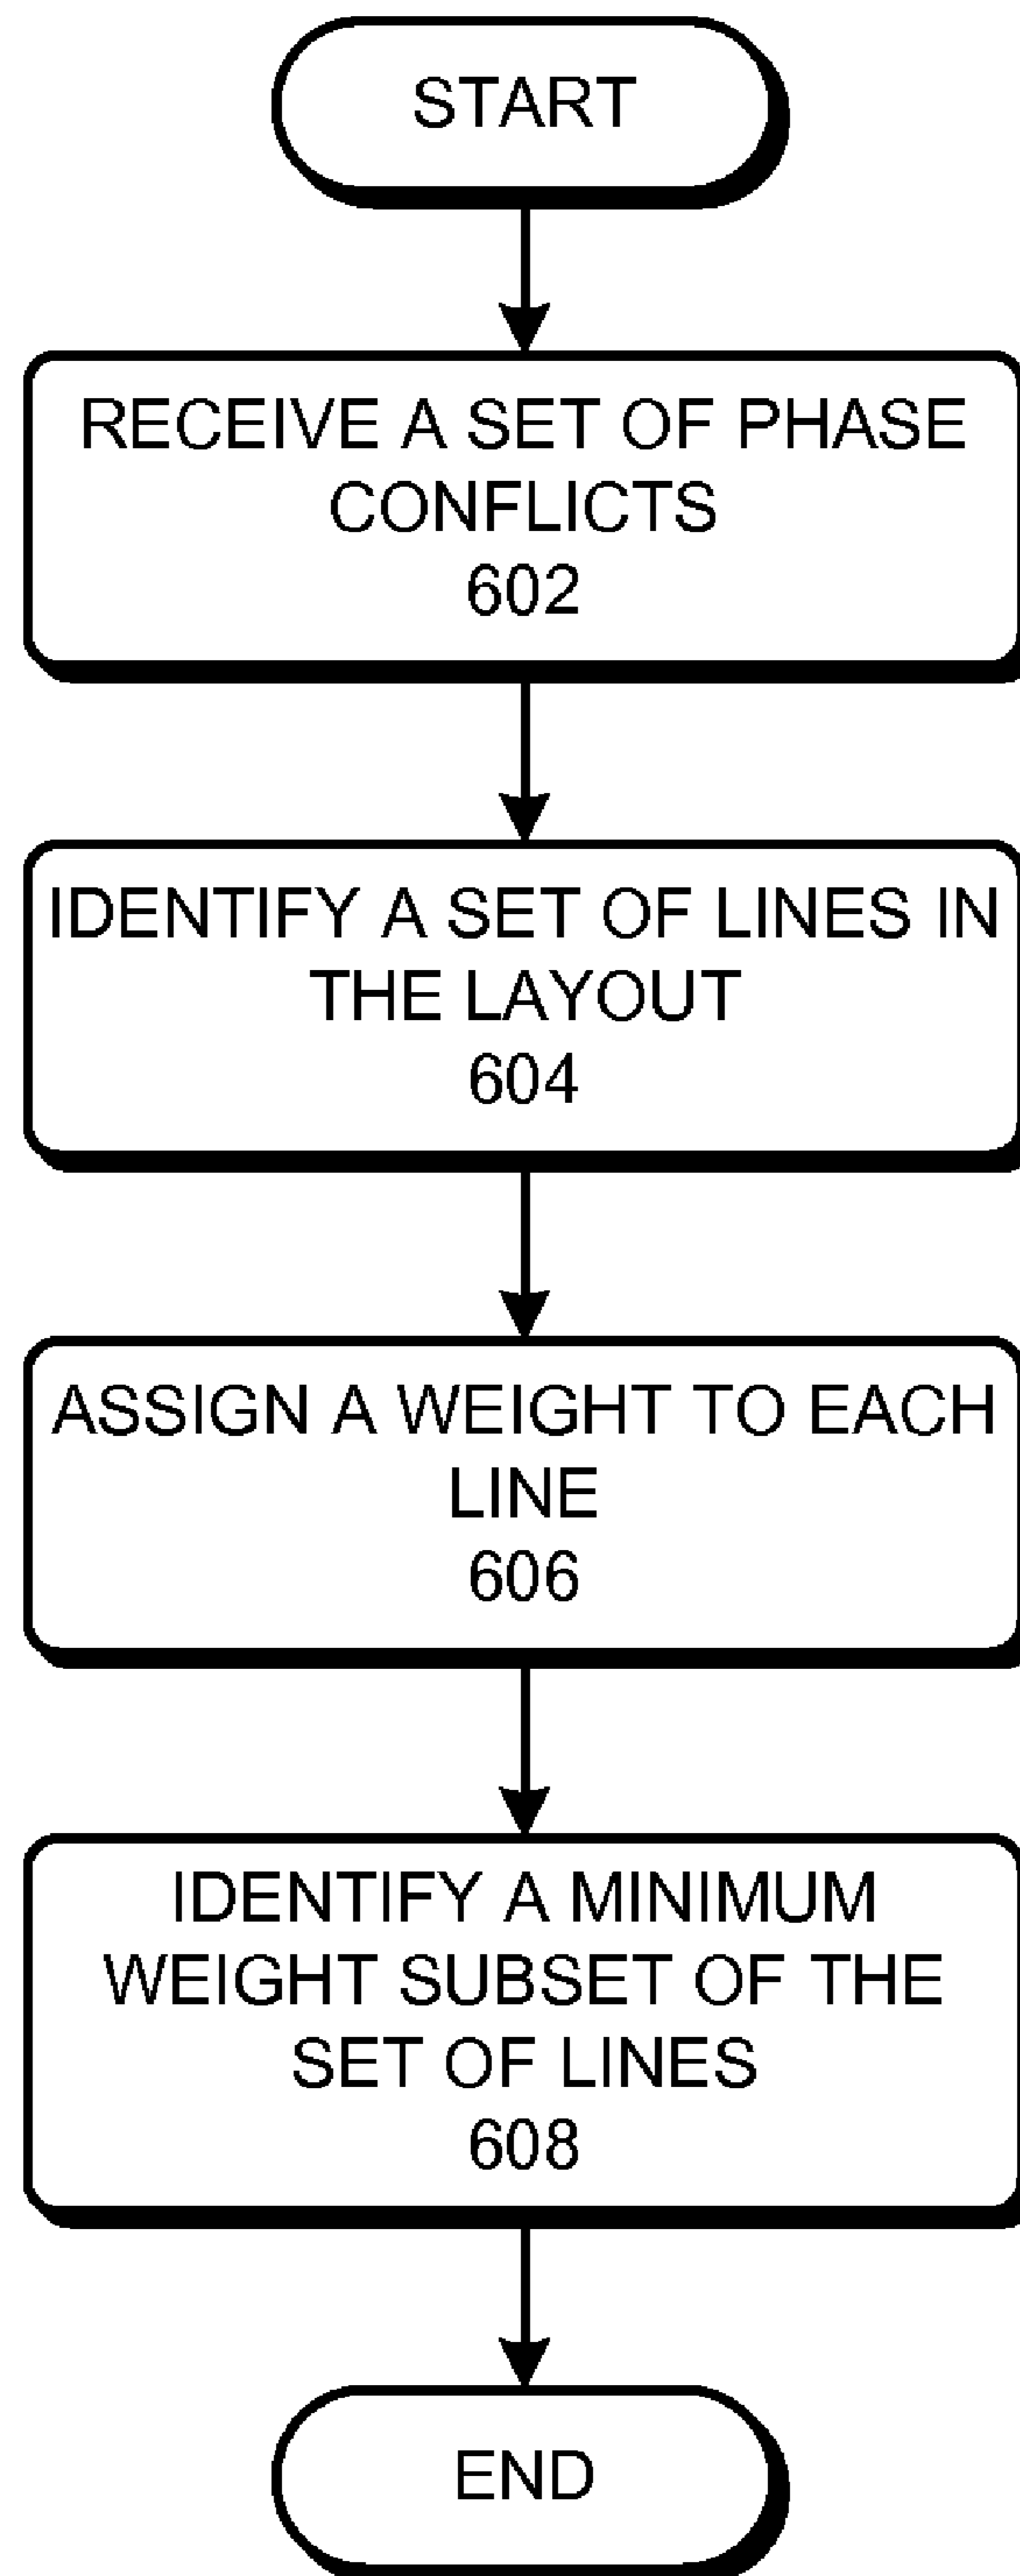 START
RECEIVE A SET OF PHASE
CONFLICTS
602
IDENTIFY A SET OF LINES IN
THE LAYOUT
604
ASSIGN A WEIGHT TO EACH
LINE
606
IDENTIFY A MINIMUM
WEIGHT SUBSET OF THE
SET OF LINES
608
END